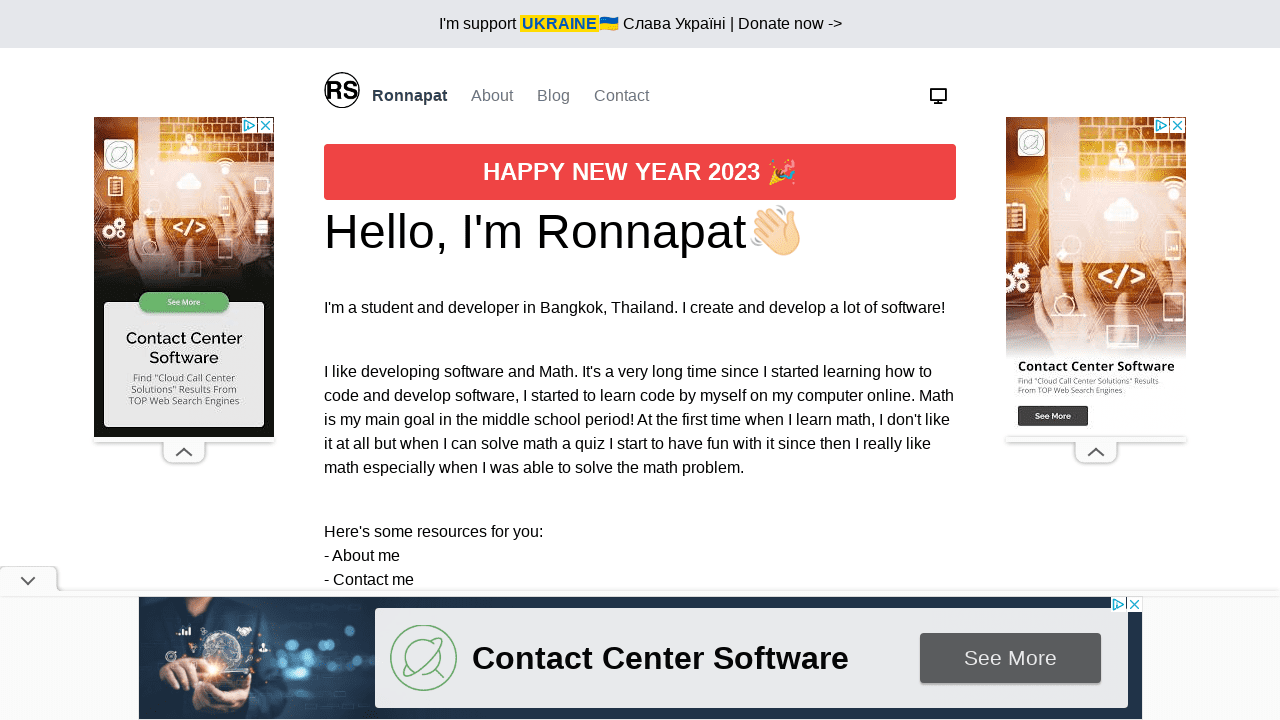 I'm support UKRAINE🇺🇦 Слава Україні | Donate now ->
RS Ronnapat About Blog Contact
HAPPY NEW YEAR 2023 🎉
Hello, I'm Ronnapat👋🏻
I'm a student and developer in Bangkok, Thailand. I create and develop a lot of software!
I like developing software and Math. It's a very long time since I started learning how to
code and develop software, I started to learn code by myself on my computer online. Math
is my main goal in the middle school period! At the first time when I learn math, I don't like
it at all but when I can solve math a quiz I start to have fun with it since then I really like
math especially when I was able to solve the math problem.
Here's some resources for you:
- About me
- Contact me
</>
See More
Contact Center
Software
Find "Cloud Call Center
Solutions" Results From
TOP Web Search Engines
</>
Contact Center Software
Find "Cloud Call Center Solutions" Results
From TOP Web Search Engines
See More
Contact Center Software
See More